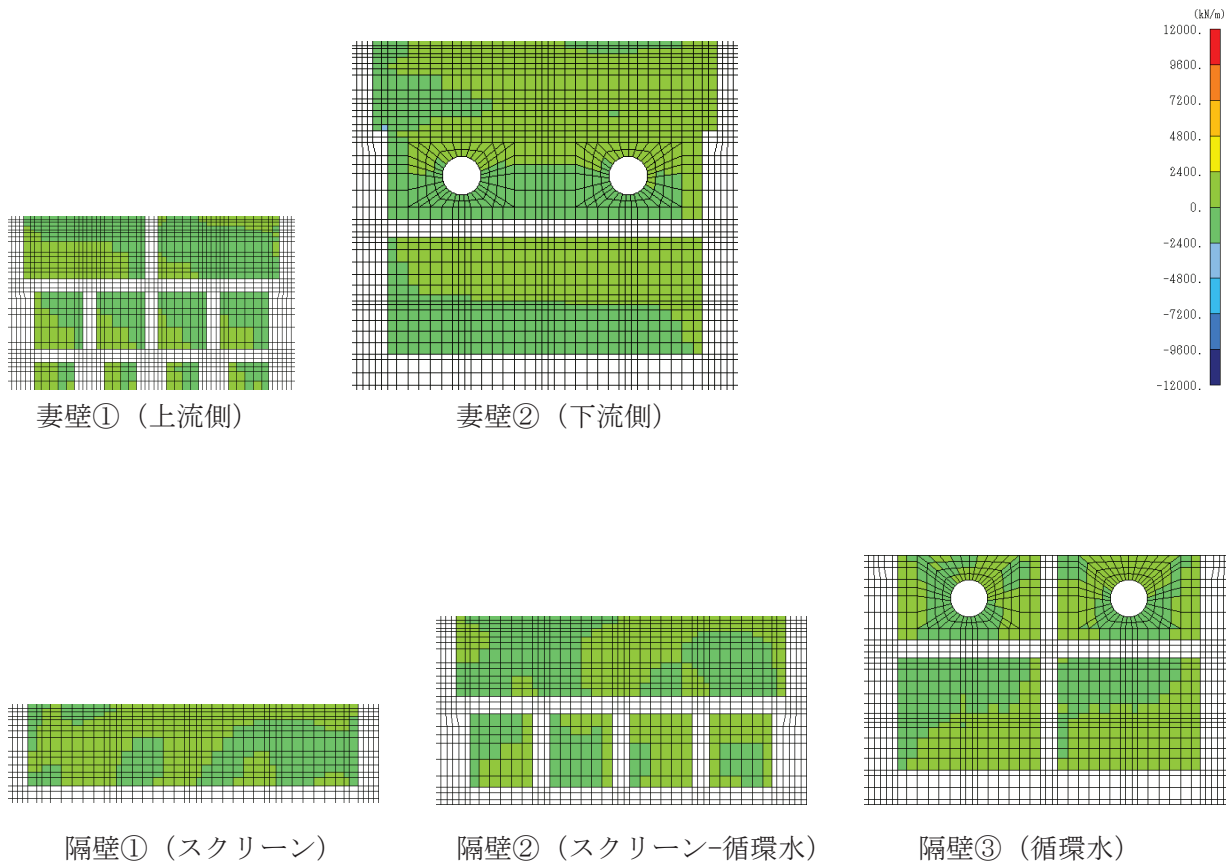 (kN/m)
12000.
9600.
7200.
4800.
2400.
0.
-2400.
-4800.
-7200.
-9600.
-12000.
妻壁①（上流側）
妻壁②（下流側）
隔壁①（スクリーン）
隔壁②（スクリーン-循環水）
隔壁③（循環水）